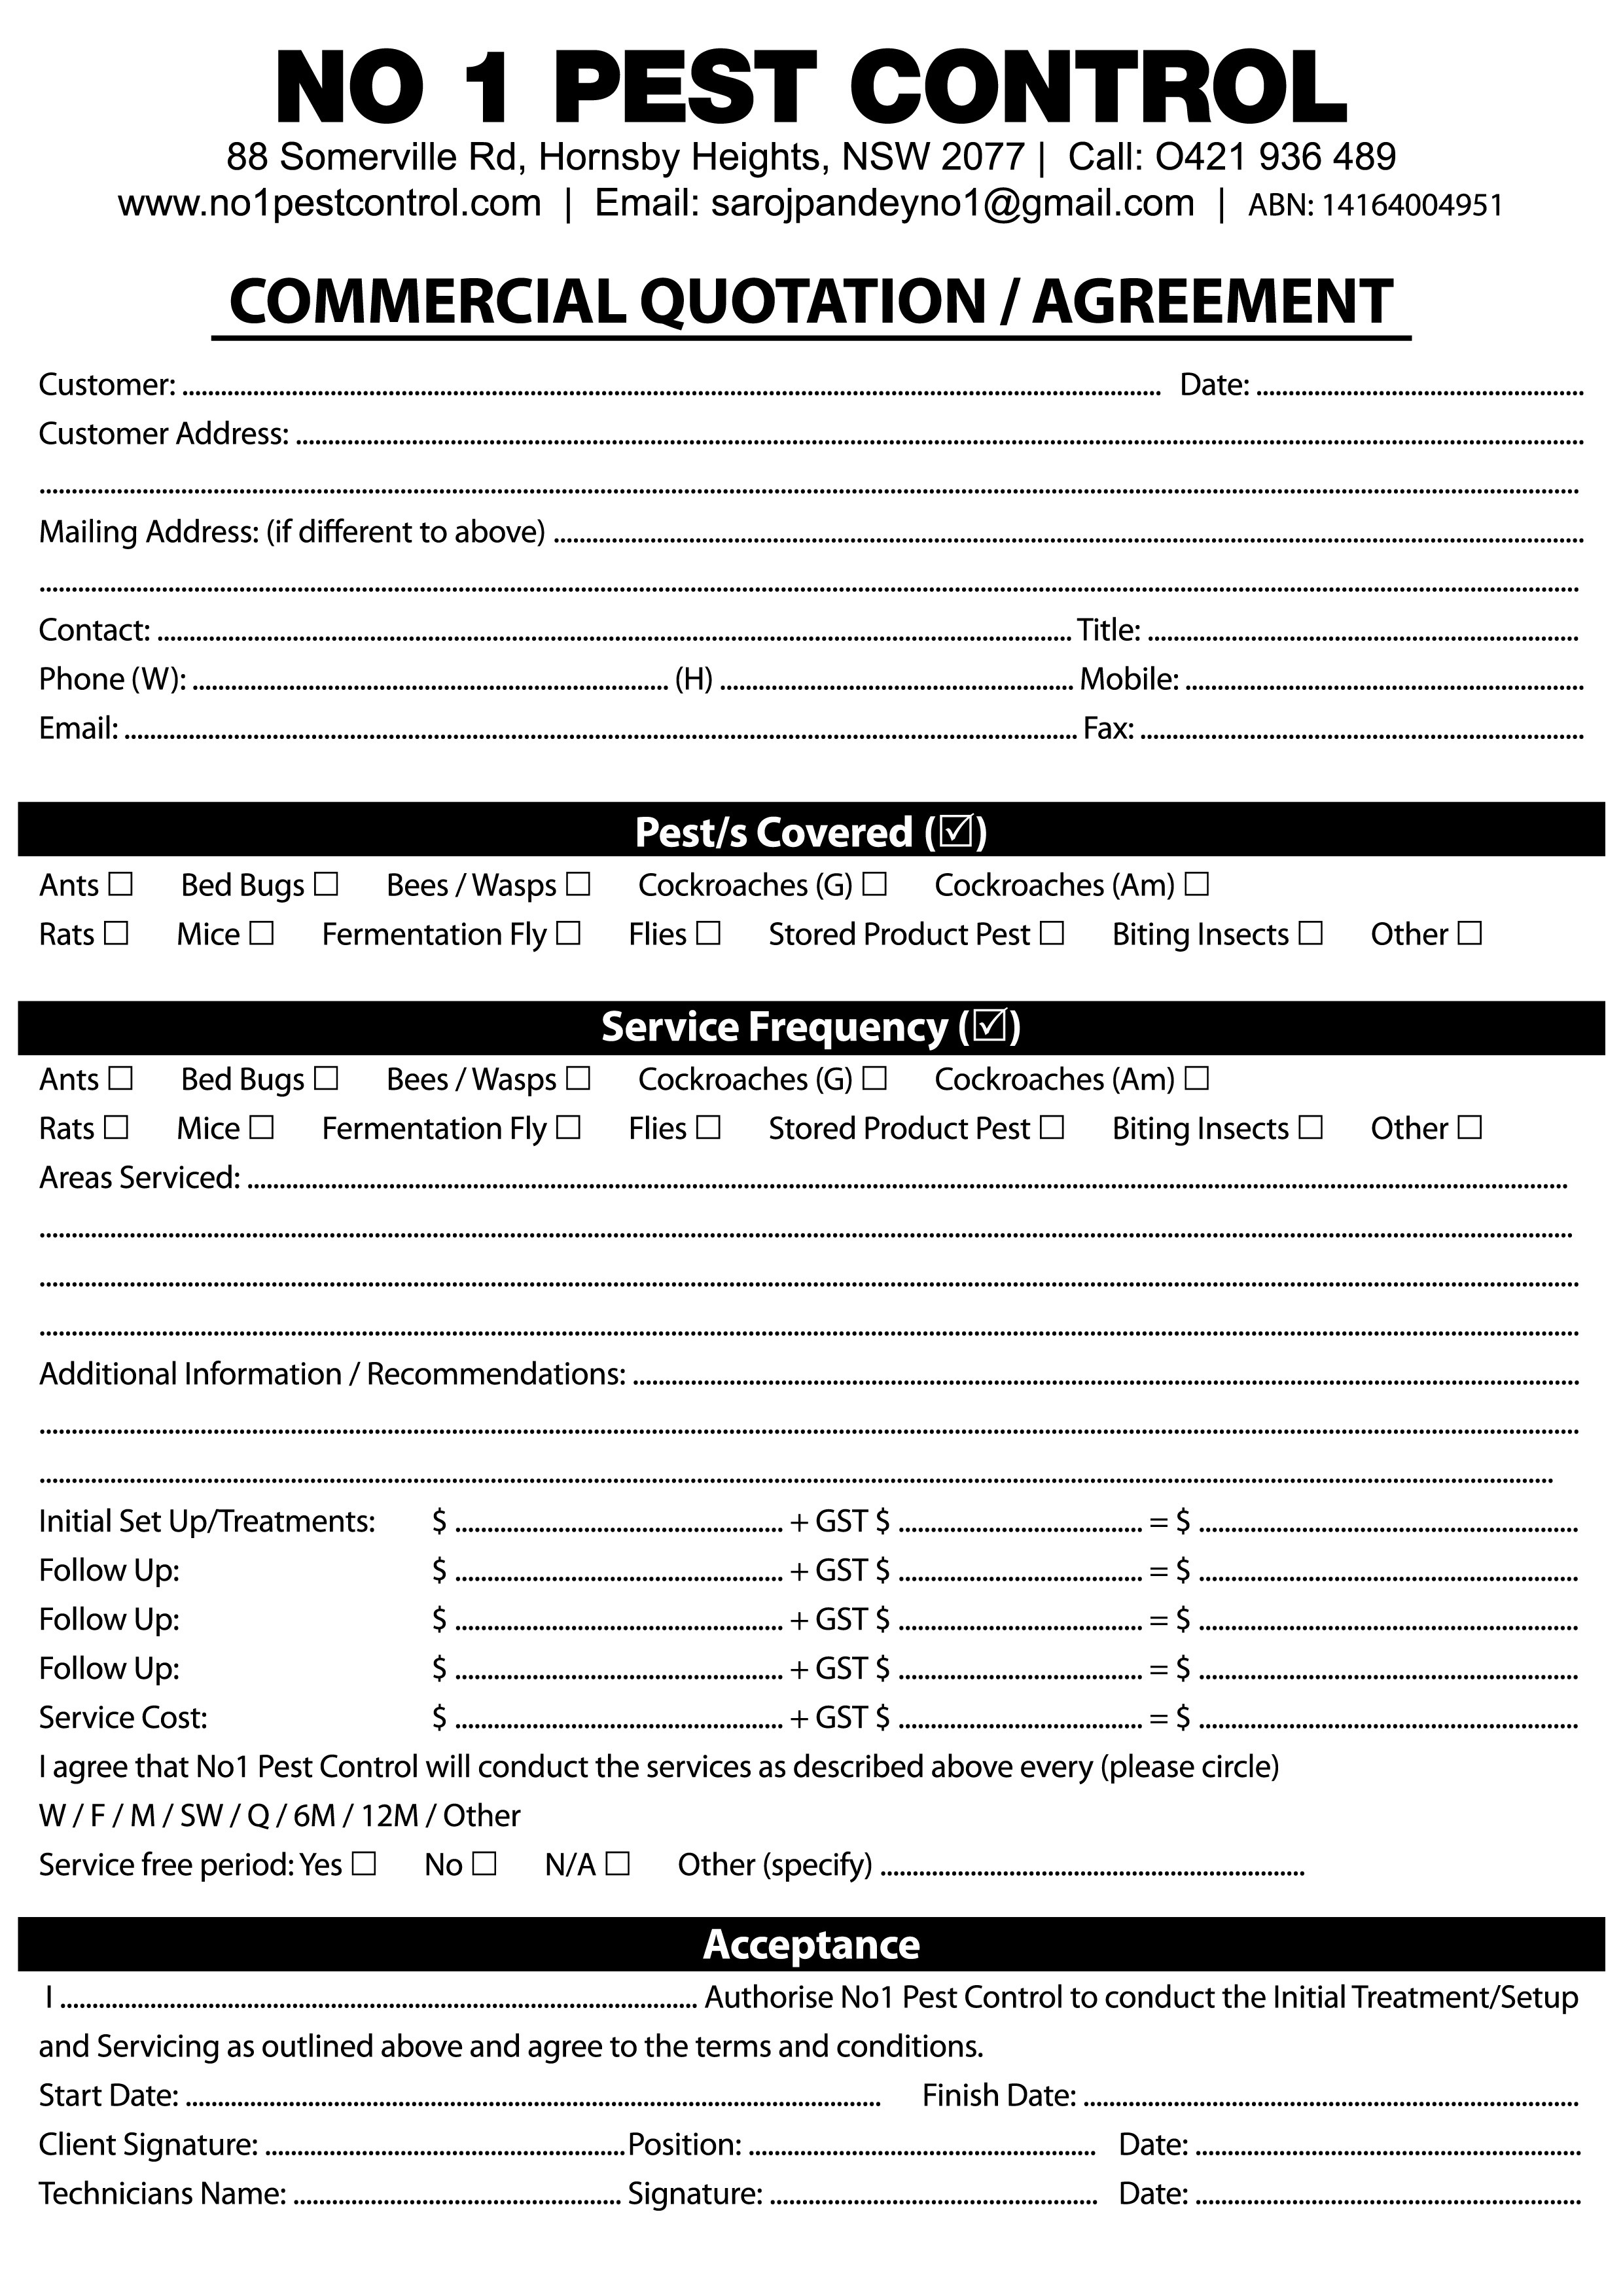 NO 1 PEST CONTROL
88 Somerville Rd, Hornsby Heights, NSW 2077 | Call: O421 936 489
www.no1pestcontrol.com | Email: sarojpandeyno1@gmail.com | ABN: 14164004951
COMMERCIAL QUOTATION / AGREEMENT
Customer: .......... Date: ..........
Customer Address: ..........
..........
Mailing Address: (if different to above) ..........
..........
Contact: .......... Title: ..........
Phone (W): .......... (H) .......... Mobile: ..........
Email: .......... Fax: ..........
Pest/s Covered (☑)
Ants ☐ Bed Bugs ☐ Bees / Wasps ☐ Cockroaches (G) ☐ Cockroaches (Am) ☐
Rats ☐ Mice ☐ Fermentation Fly ☐ Flies ☐ Stored Product Pest ☐ Biting Insects ☐ Other ☐
Service Frequency (☑)
Ants ☐ Bed Bugs ☐ Bees / Wasps ☐ Cockroaches (G) ☐ Cockroaches (Am) ☐
Rats ☐ Mice ☐ Fermentation Fly ☐ Flies ☐ Stored Product Pest ☐ Biting Insects ☐ Other ☐
Areas Serviced: ..........
..........
..........
..........
Additional Information / Recommendations: ..........
..........
..........
Initial Set Up/Treatments: $ .......... + GST $ .......... = $ ..........
Follow Up: $ .......... + GST $ .......... = $ ..........
Follow Up: $ .......... + GST $ .......... = $ ..........
Follow Up: $ .......... + GST $ .......... = $ ..........
Service Cost: $ .......... + GST $ .......... = $ ..........
I agree that No1 Pest Control will conduct the services as described above every (please circle)
W / F / M / SW / Q / 6M / 12M / Other
Service free period: Yes ☐ No ☐ N/A ☐ Other (specify) ..........
Acceptance
I .......... Authorise No1 Pest Control to conduct the Initial Treatment/Setup
and Servicing as outlined above and agree to the terms and conditions.
Start Date: .......... Finish Date: ..........
Client Signature: .......... Position: .......... Date: ..........
Technicians Name: .......... Signature: .......... Date: ..........